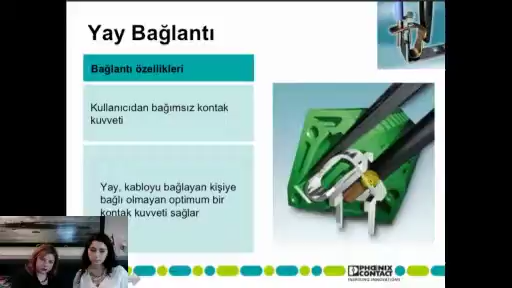 Yay Bağlantı
Bağlantı özellikleri
Kullanıcıdan bağımsız kontak
kuvveti
Yay, kabloyu bağlayan kişiye
bağlı olmayan optimum bir
kontak kuvveti sağlar
PHŒNIX
CONTACT
INSPIRING INNOVATIONS